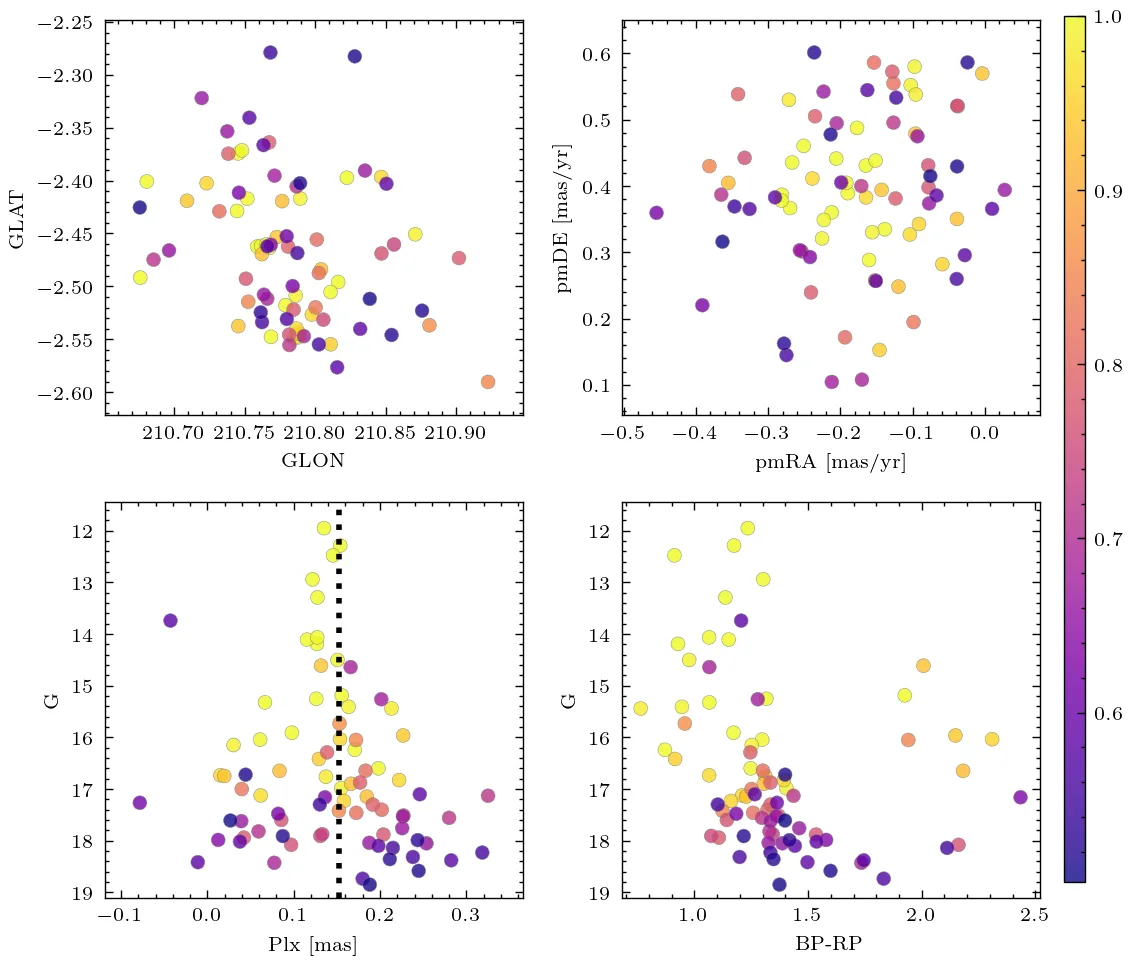 −2.25
−2.30
−2.35
−2.40
−2.45
−2.50
−2.55
−2.60
GLAT
210.70 210.75 210.80 210.85 210.90
GLON
0.6
0.5
0.4
0.3
0.2
0.1
pmDE [mas/yr]
−0.5 −0.4 −0.3 −0.2 −0.1 0.0
pmRA [mas/yr]
12
13
14
15
16
17
18
19
G
−0.1 0.0 0.1 0.2 0.3
Plx [mas]
12
13
14
15
16
17
18
19
G
1.0 1.5 2.0 2.5
BP-RP
1.0
0.9
0.8
0.7
0.6